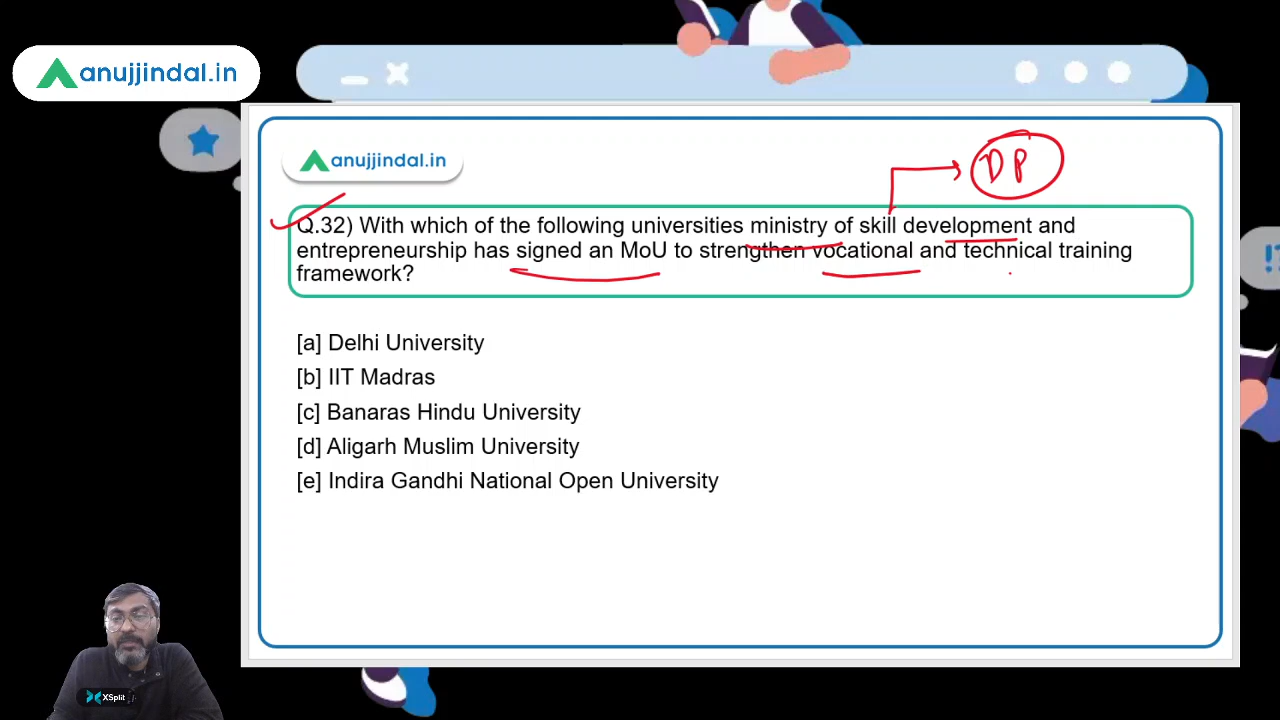 anujjindal.in
anujjindal.in
DP
Q.32) With which of the following universities ministry of skill development and
entrepreneurship has signed an MoU to strengthen vocational and technical training
framework?
[a] Delhi University
[b] IIT Madras
[c] Banaras Hindu University
[d] Aligarh Muslim University
[e] Indira Gandhi National Open University
XSplit